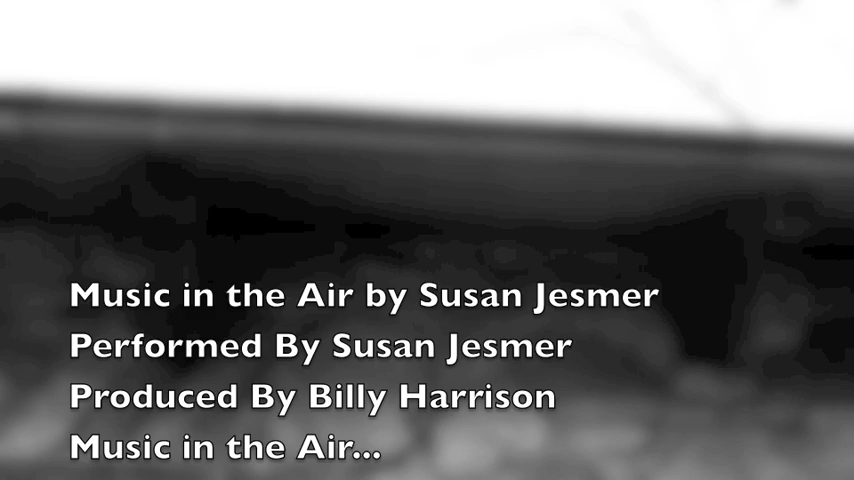 Music in the Air by Susan Jesmer
Performed By Susan Jesmer
Produced By Billy Harrison
Music in the Air...